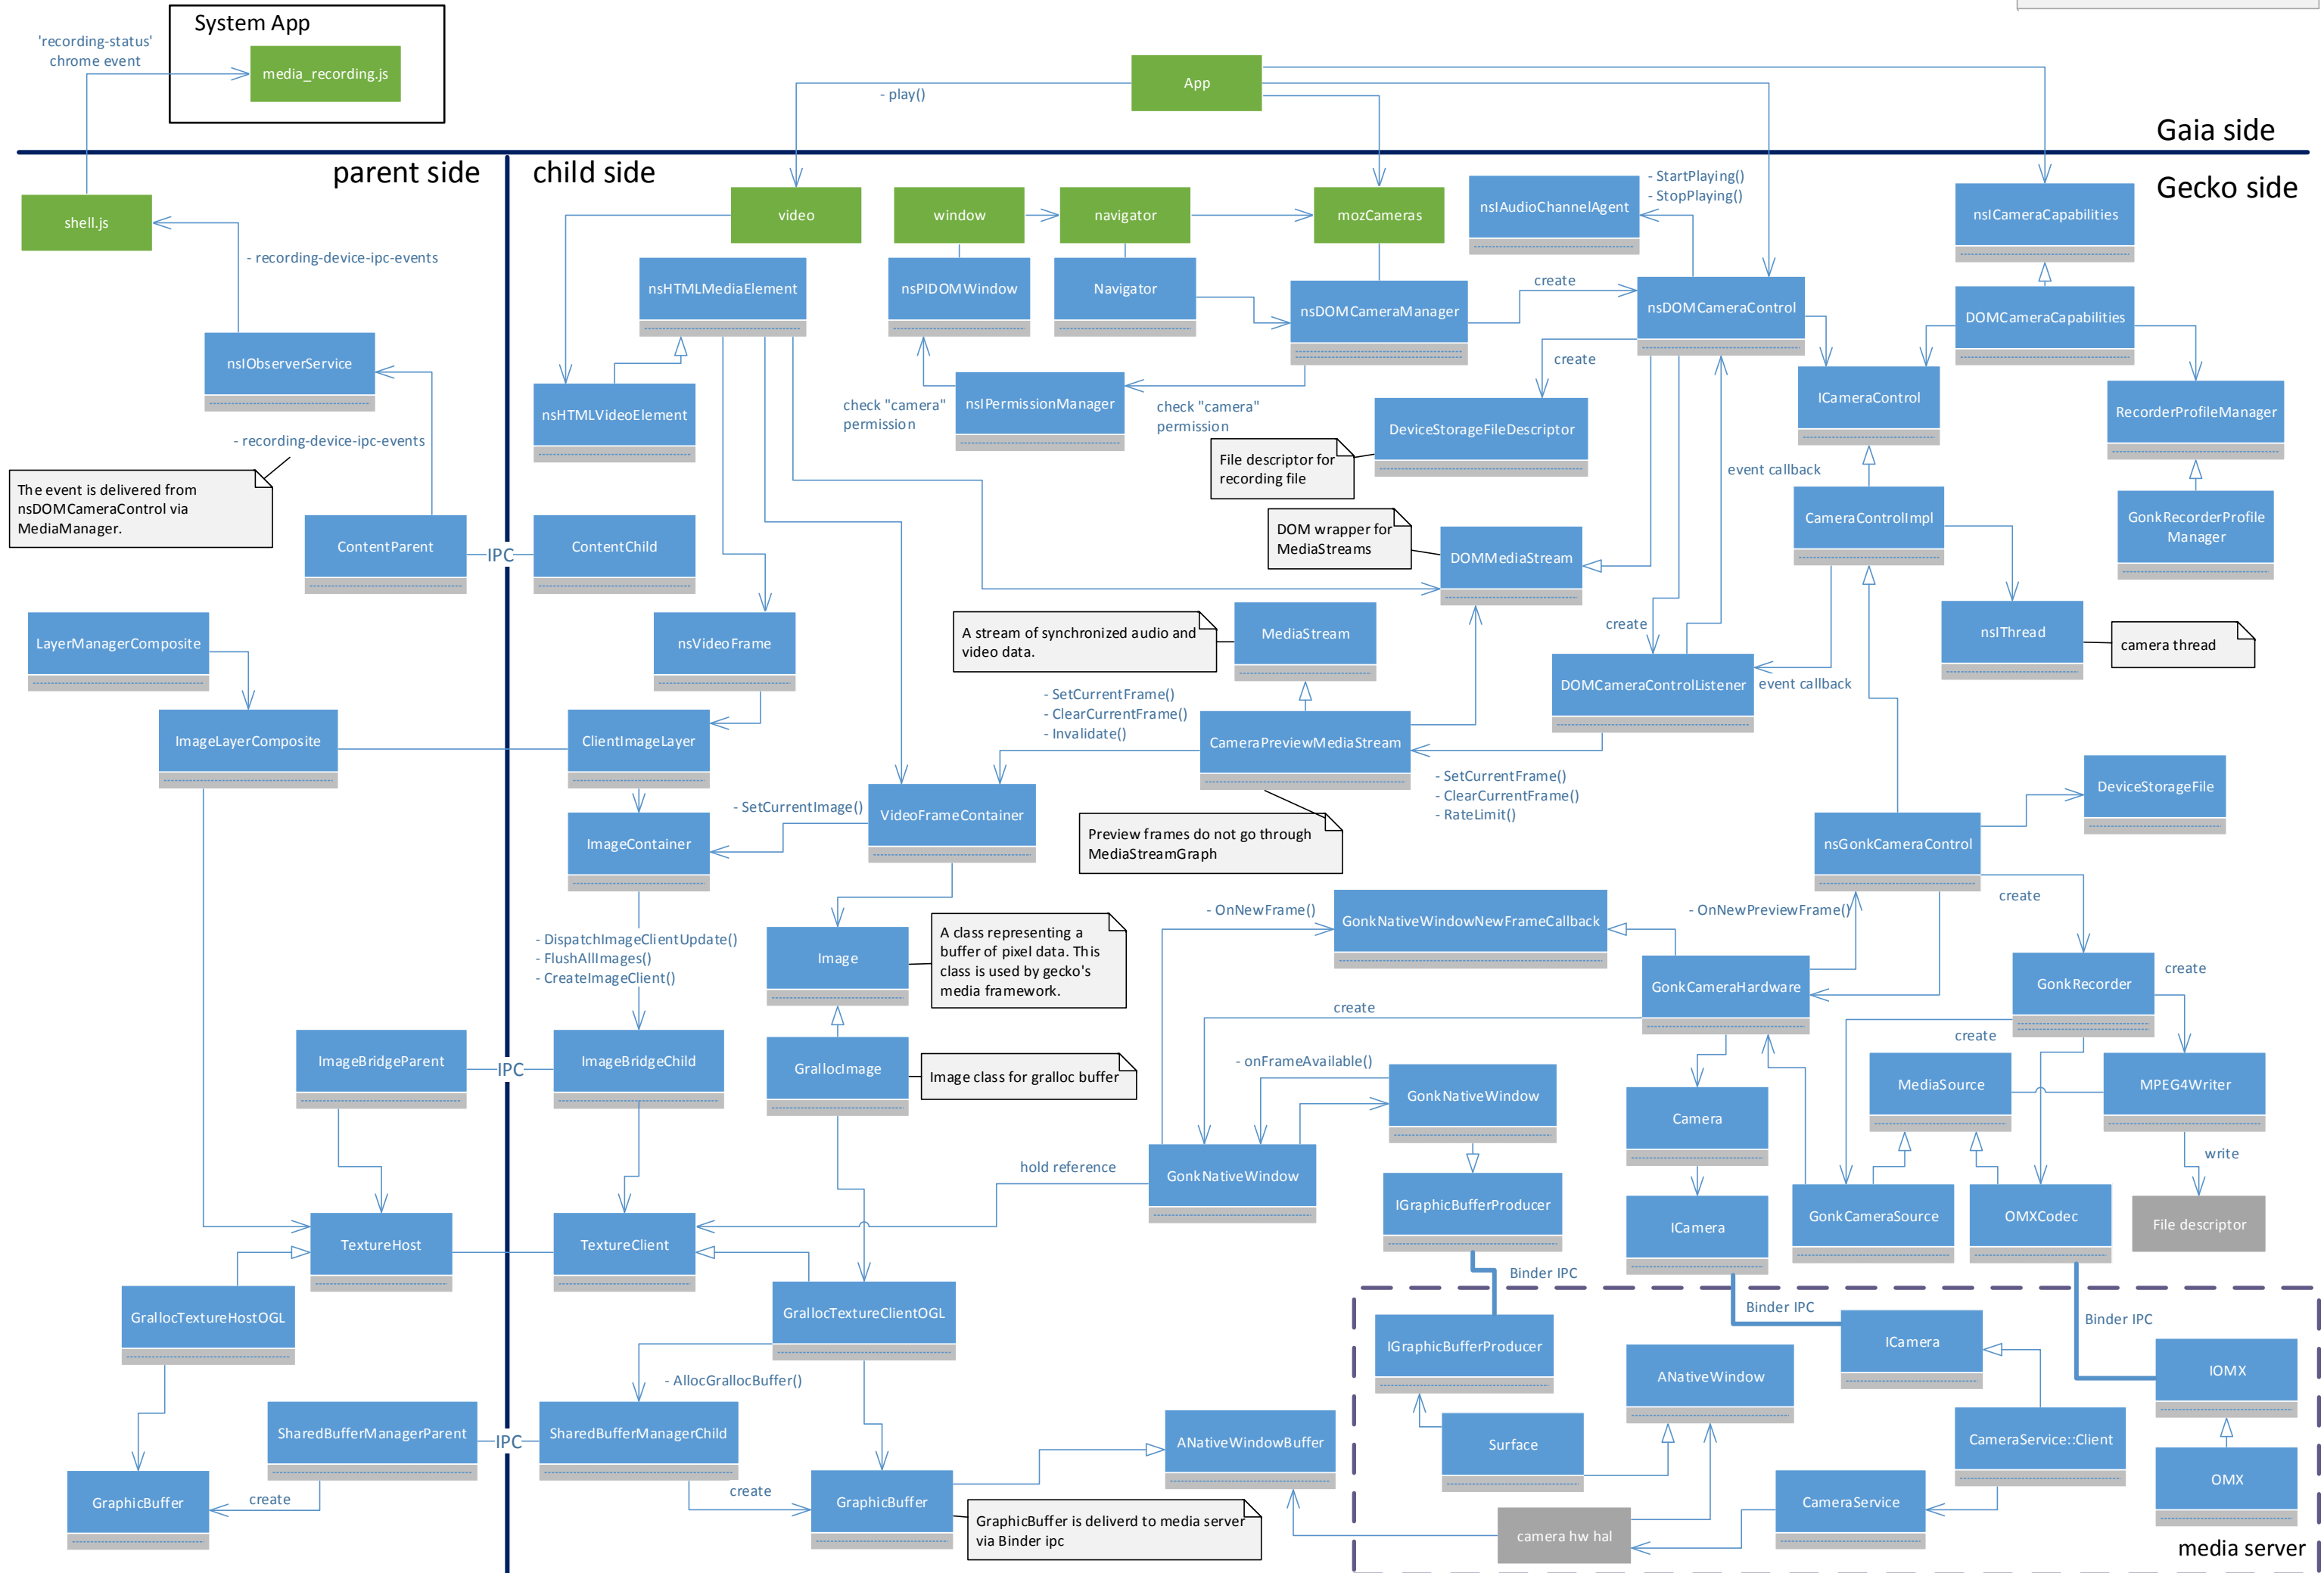 System App
'recording-status'
chrome event
media_recording.js
App
- play()
Gaia side
parent side
child side
Gecko side
- StartPlaying()
- StopPlaying()
shell.js
video
window
navigator
mozCameras
nsIAudioChannelAgent
nsICameraCapabilities
- recording-device-ipc-events
nsHTMLMediaElement
nsPIDOMWindow
Navigator
nsDOMCameraManager
create
nsDOMCameraControl
DOMCameraCapabilities
nsIObserverService
create
nsHTMLVideoElement
check "camera"
permission
nsIPermissionManager
check "camera"
permission
ICameraControl
RecorderProfileManager
DeviceStorageFileDescriptor
- recording-device-ipc-events
File descriptor for
recording file
event callback
The event is delivered from
nsDOMCameraControl via
MediaManager.
ContentParent
IPC
ContentChild
DOM wrapper for
MediaStreams
DOMMediaStream
CameraControlImpl
GonkRecorderProfile
Manager
LayerManagerComposite
nsVideoFrame
A stream of synchronized audio and
video data.
MediaStream
create
nsIThread
camera thread
DOMCameraControlListener
event callback
- SetCurrentFrame()
- ClearCurrentFrame()
- Invalidate()
ImageLayerComposite
ClientImageLayer
CameraPreviewMediaStream
- SetCurrentFrame()
- ClearCurrentFrame()
- RateLimit()
DeviceStorageFile
- SetCurrentImage()
VideoFrameContainer
ImageContainer
Preview frames do not go through
MediaStreamGraph
nsGonkCameraControl
create
- OnNewFrame()
GonkNativeWindowNewFrameCallback
- OnNewPreviewFrame()
- DispatchImageClientUpdate()
- FlushAllImages()
- CreateImageClient()
Image
A class representing a
buffer of pixel data. This
class is used by gecko's
media framework.
GonkCameraHardware
GonkRecorder
create
create
create
ImageBridgeParent
IPC
ImageBridgeChild
GrallocImage
Image class for gralloc buffer
- onFrameAvailable()
GonkNativeWindow
Camera
MediaSource
MPEG4Writer
write
hold reference
GonkNativeWindow
IGraphicBufferProducer
ICamera
GonkCameraSource
OMXCodec
File descriptor
TextureHost
TextureClient
Binder IPC
GrallocTextureHostOGL
GrallocTextureClientOGL
Binder IPC
Binder IPC
IGraphicBufferProducer
ICamera
IOMX
- AllocGrallocBuffer()
ANativeWindow
SharedBufferManagerParent
IPC
SharedBufferManagerChild
ANativeWindowBuffer
Surface
CameraService::Client
OMX
GraphicBuffer
create
create
GraphicBuffer
GraphicBuffer is deliverd to media server
via Binder ipc
camera hw hal
CameraService
media server